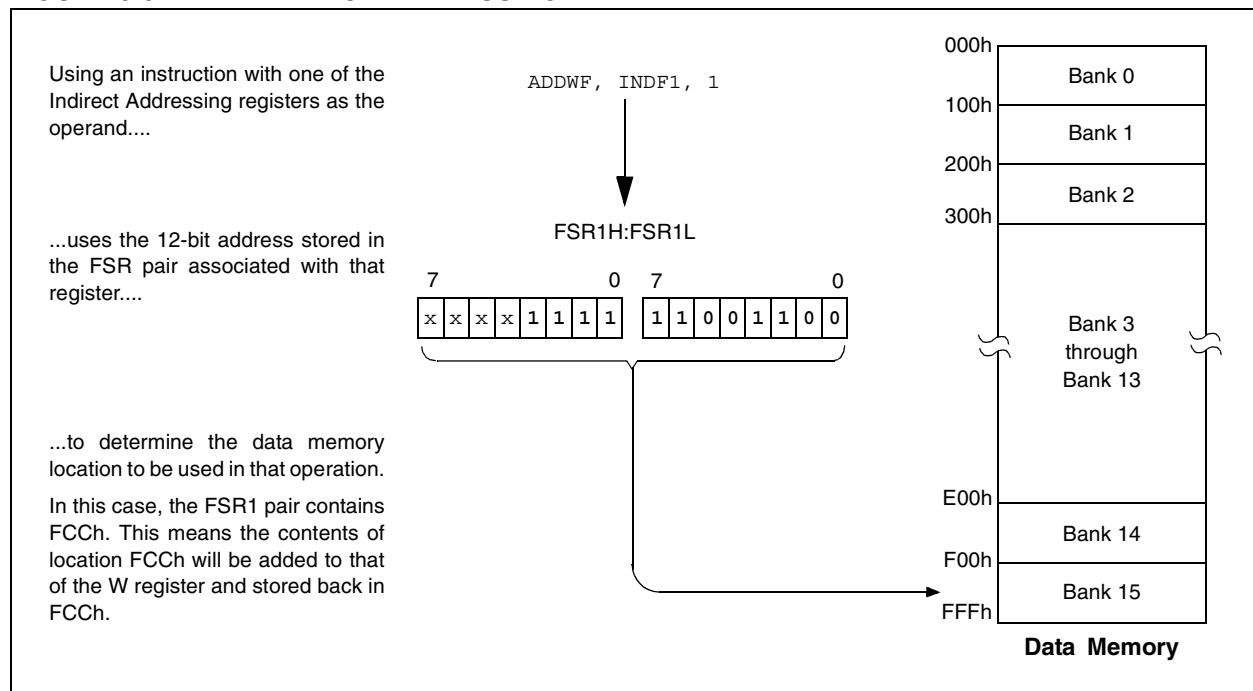 Using an instruction with one of the
Indirect Addressing registers as the
operand....
ADDWF, INDF1, 1
...uses the 12-bit address stored in
the FSR pair associated with that
register....
FSR1H:FSR1L
7 0 7 0
x x x x 1 1 1 1 1 1 0 0 1 1 0 0
...to determine the data memory
location to be used in that operation.
In this case, the FSR1 pair contains
FCCh. This means the contents of
location FCCh will be added to that
of the W register and stored back in
FCCh.
000h
Bank 0
100h
Bank 1
200h
Bank 2
300h
Bank 3
through
Bank 13
E00h
Bank 14
F00h
Bank 15
FFFh
Data Memory